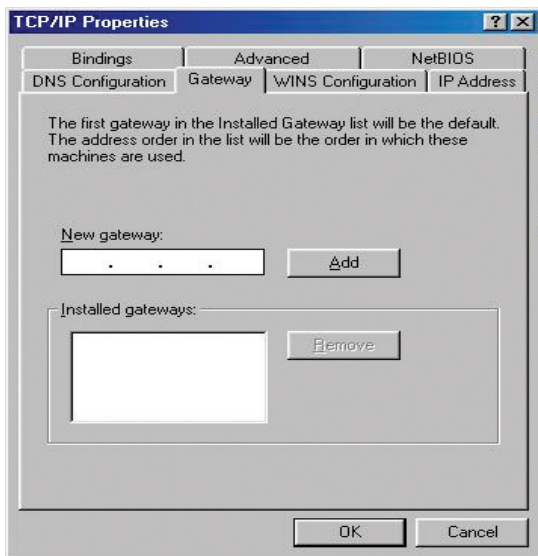 TCP/IP Properties
Bindings Advanced NetBIOS
DNS Configuration Gateway WINS Configuration IP Address
The first gateway in the Installed Gateway list will be the default.
The address order in the list will be the order in which these
machines are used.
New gateway:
. . .
Add
Installed gateways:
Remove
OK Cancel